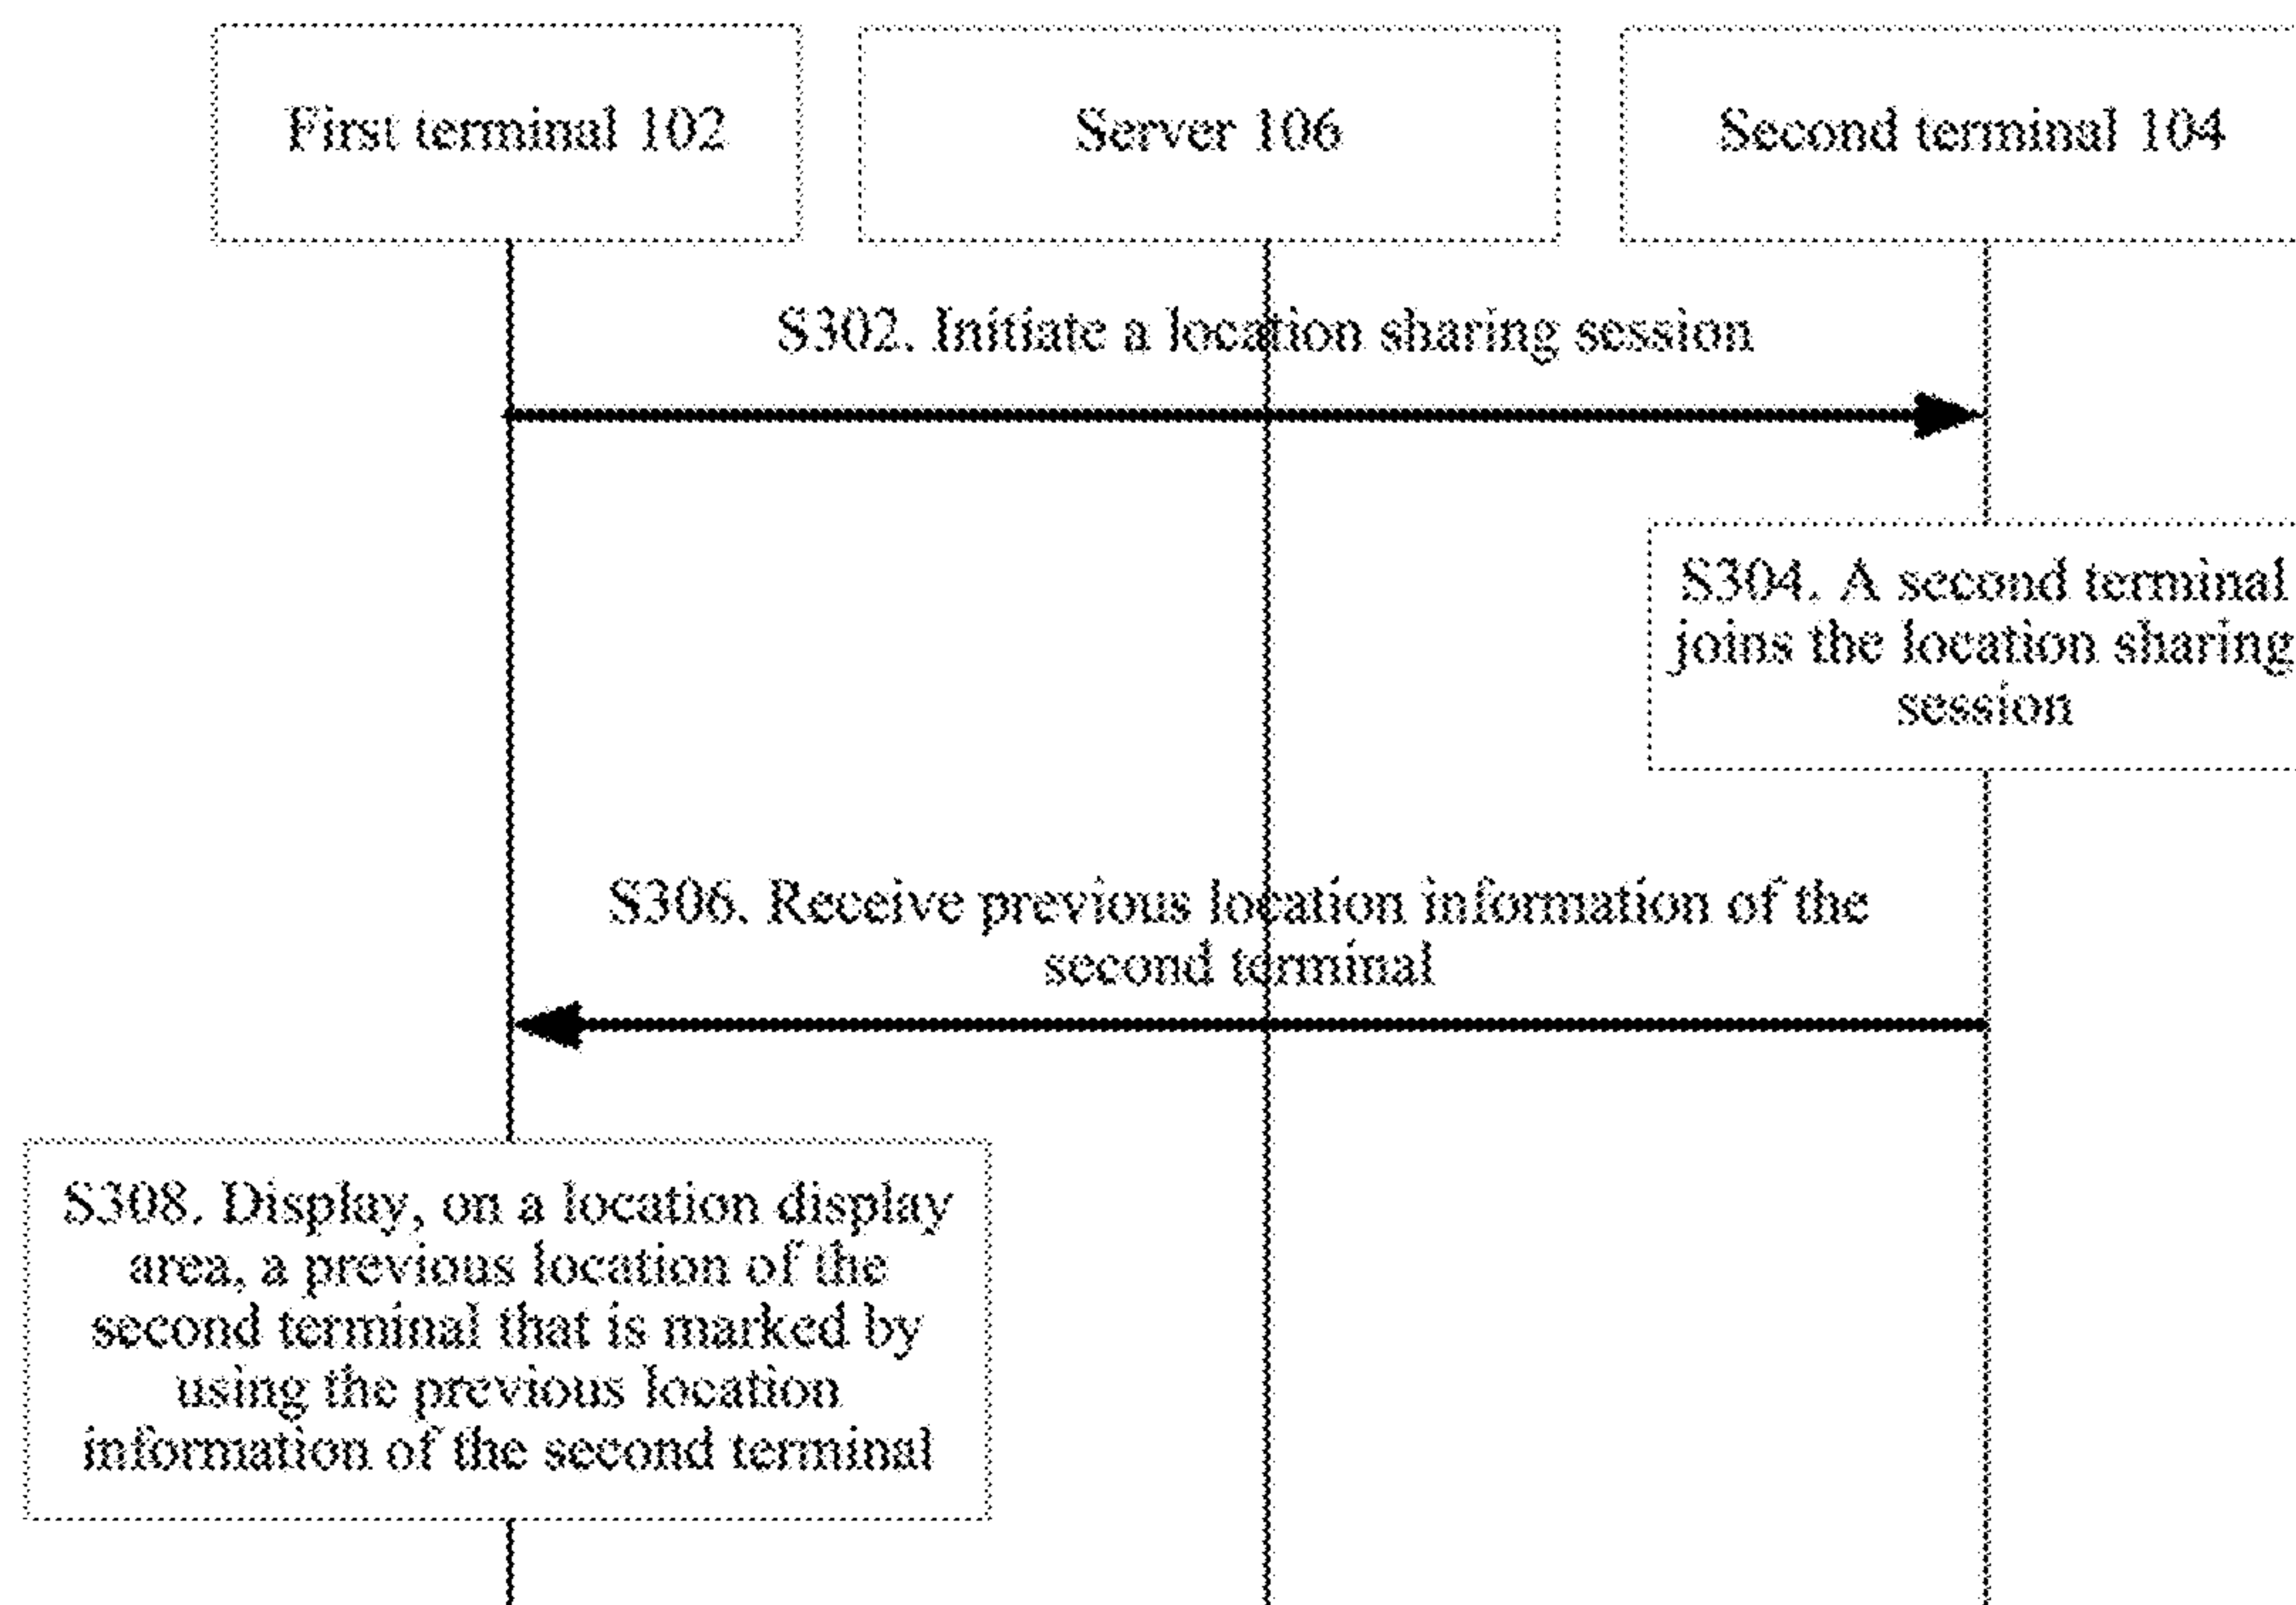 First terminal 102
Server 106
Second terminal 104
S302. Initiate a location sharing session
S304. A second terminal
joins the location sharing
session
S306. Receive previous location information of the
second terminal
S308. Display, on a location display
area, a previous location of the
second terminal that is marked by
using the previous location
information of the second terminal